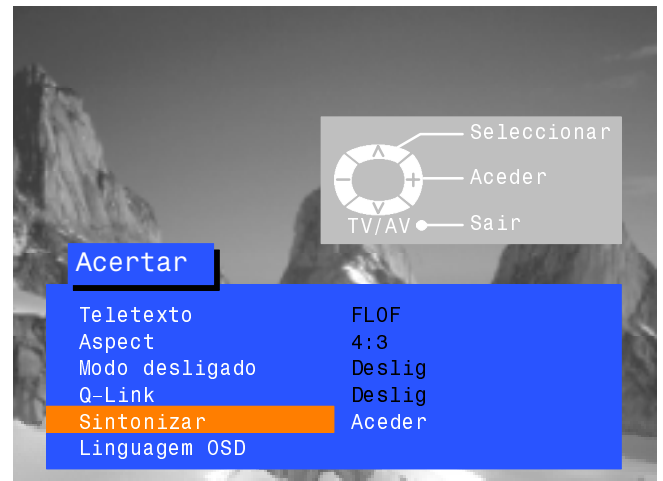 Seleccionar
Aceder
TV/AV Sair
Acertar
Teletexto FLOF
Aspect 4:3
Modo desligado Deslig
Q-Link Deslig
Sintonizar Aceder
Linguagem OSD